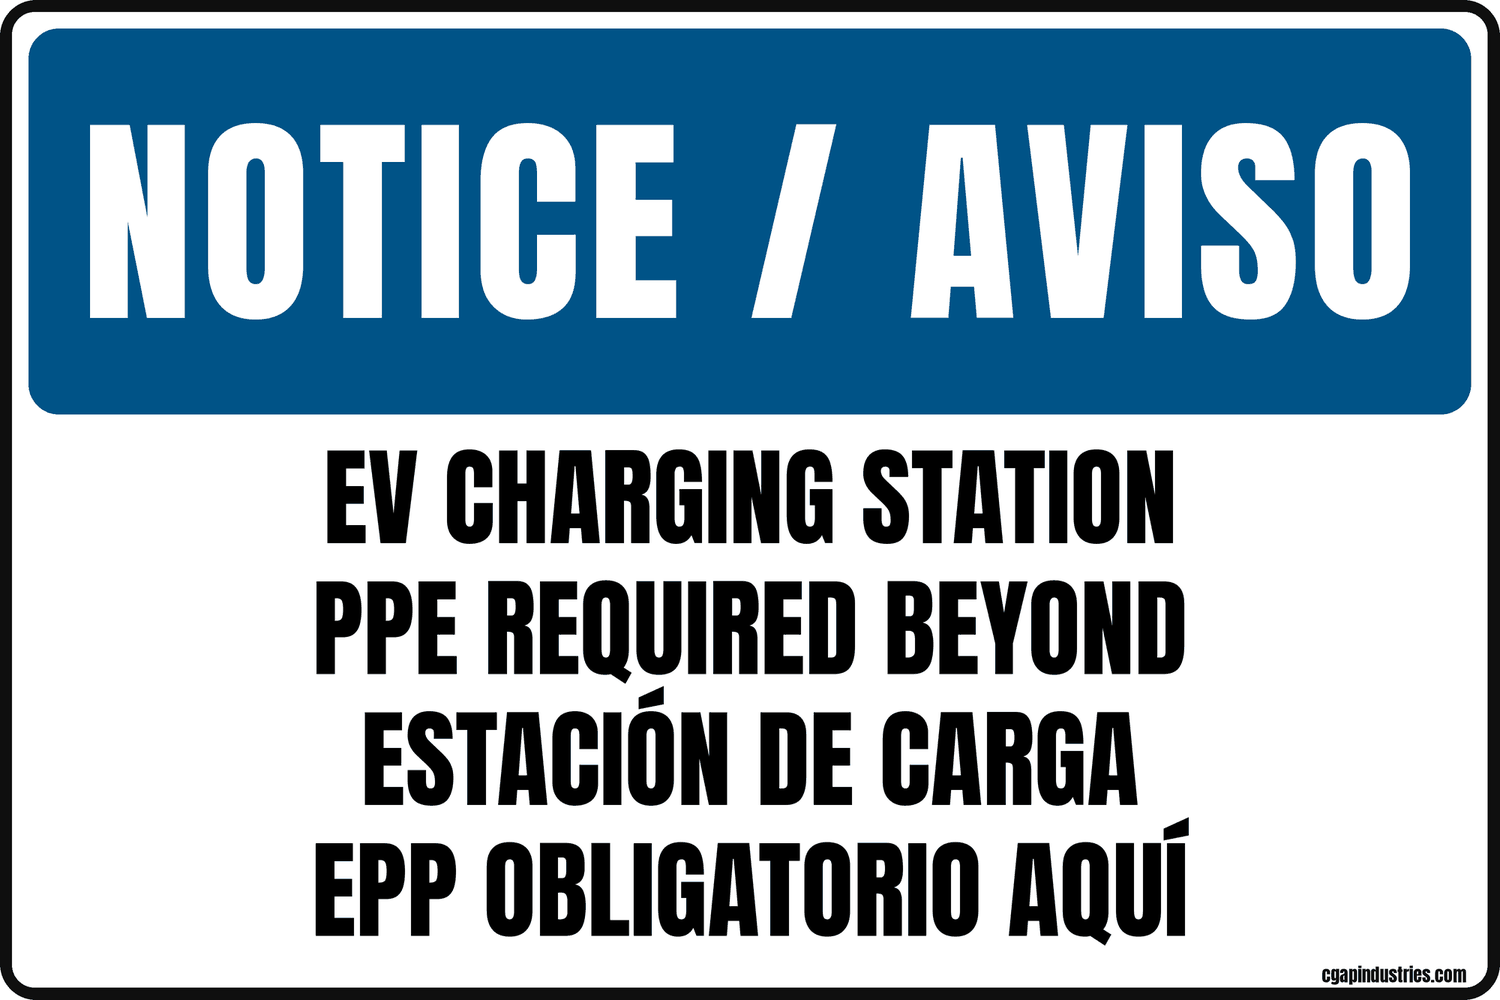 NOTICE / AVISO
EV CHARGING STATION
PPE REQUIRED BEYOND
ESTACIÓN DE CARGA
EPP OBLIGATORIO AQUÍ
cgapindustries.com